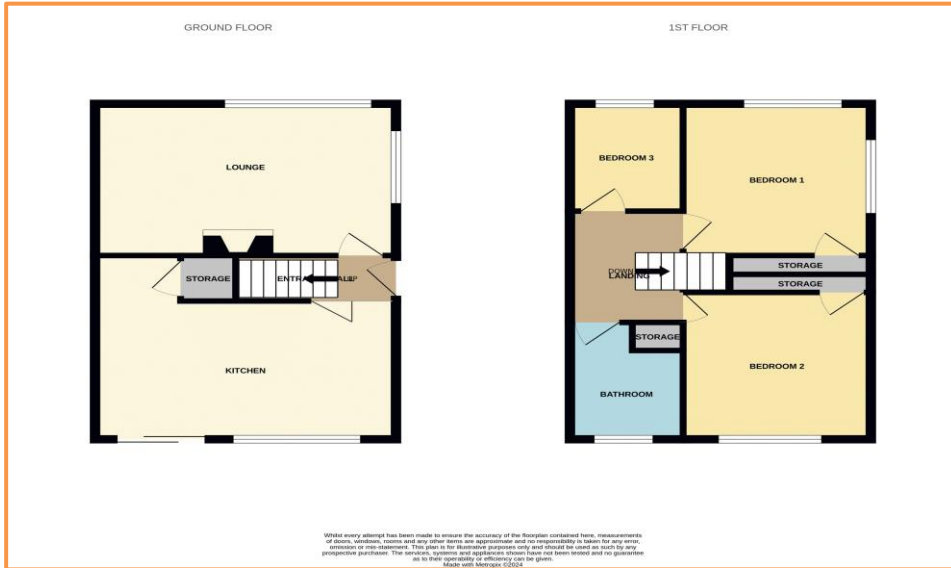 GROUND FLOOR
1ST FLOOR
LOUNGE
STORAGE
UP
KITCHEN
BEDROOM 3
BEDROOM 1
DOWN
LANDING
STORAGE
STORAGE
STORAGE
BEDROOM 2
BATHROOM
Whilst every attempt has been made to ensure the accuracy of the floorplan contained here, measurements
of doors, windows, rooms and any other items are approximate and no responsibility is taken for any error,
omission or mis-statement. This plan is for illustrative purposes only and should be used as such by any
prospective purchaser. The services, systems and appliances shown have not been tested and no guarantee
as to their operability or efficiency can be given.
Made with Metropix ©2024